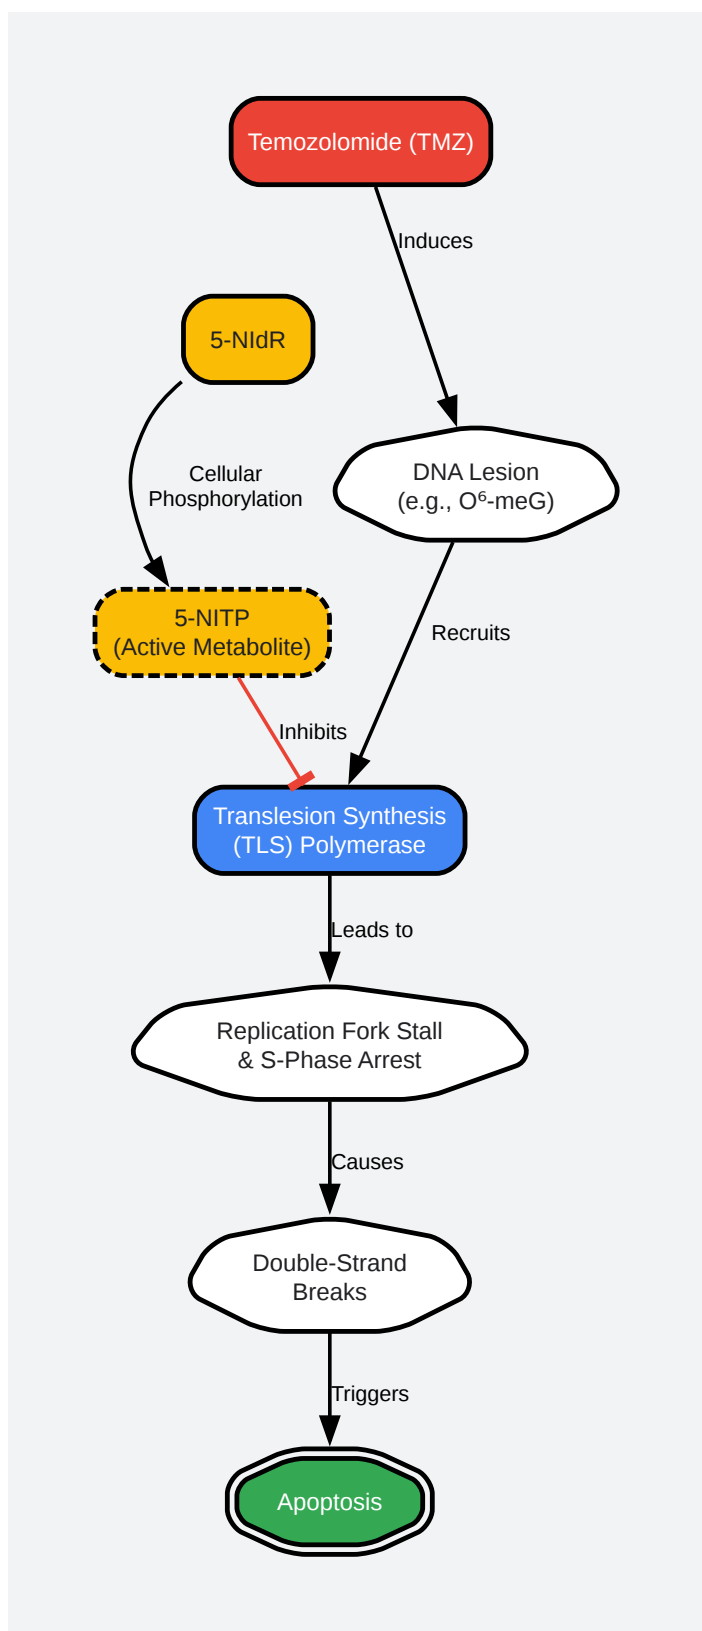 Temozolomide (TMZ)
Induces
5-NIdR
Cellular
Phosphorylation
DNA Lesion
(e.g., O⁶-meG)
5-NITP
(Active Metabolite)
Recruits
Inhibits
Translesion Synthesis
(TLS) Polymerase
Leads to
Replication Fork Stall
& S-Phase Arrest
Causes
Double-Strand
Breaks
Triggers
Apoptosis